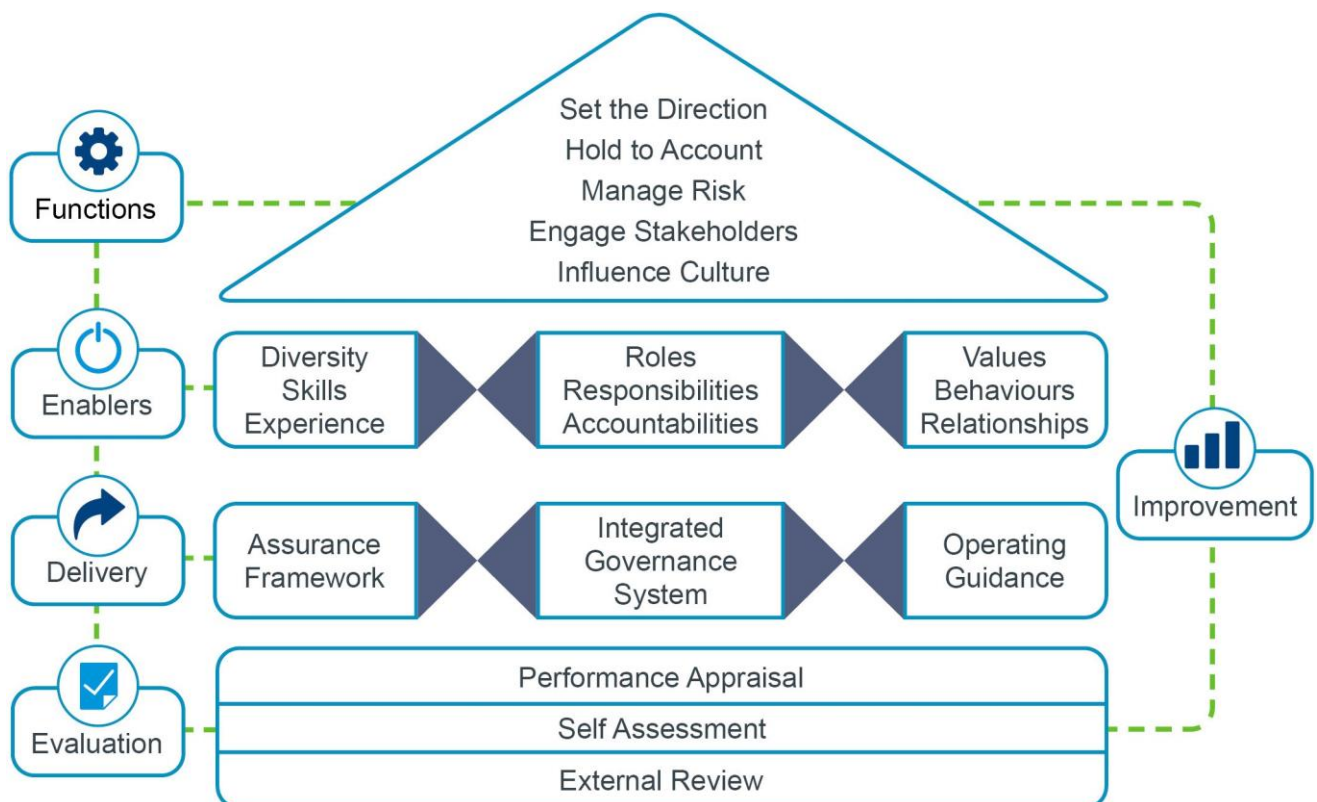 Set the Direction
Hold to Account
Manage Risk
Engage Stakeholders
Influence Culture
Functions
Enablers
Diversity
Skills
Experience
Roles
Responsibilities
Accountabilities
Values
Behaviours
Relationships
Improvement
Delivery
Assurance
Framework
Integrated
Governance
System
Operating
Guidance
Evaluation
Performance Appraisal
Self Assessment
External Review